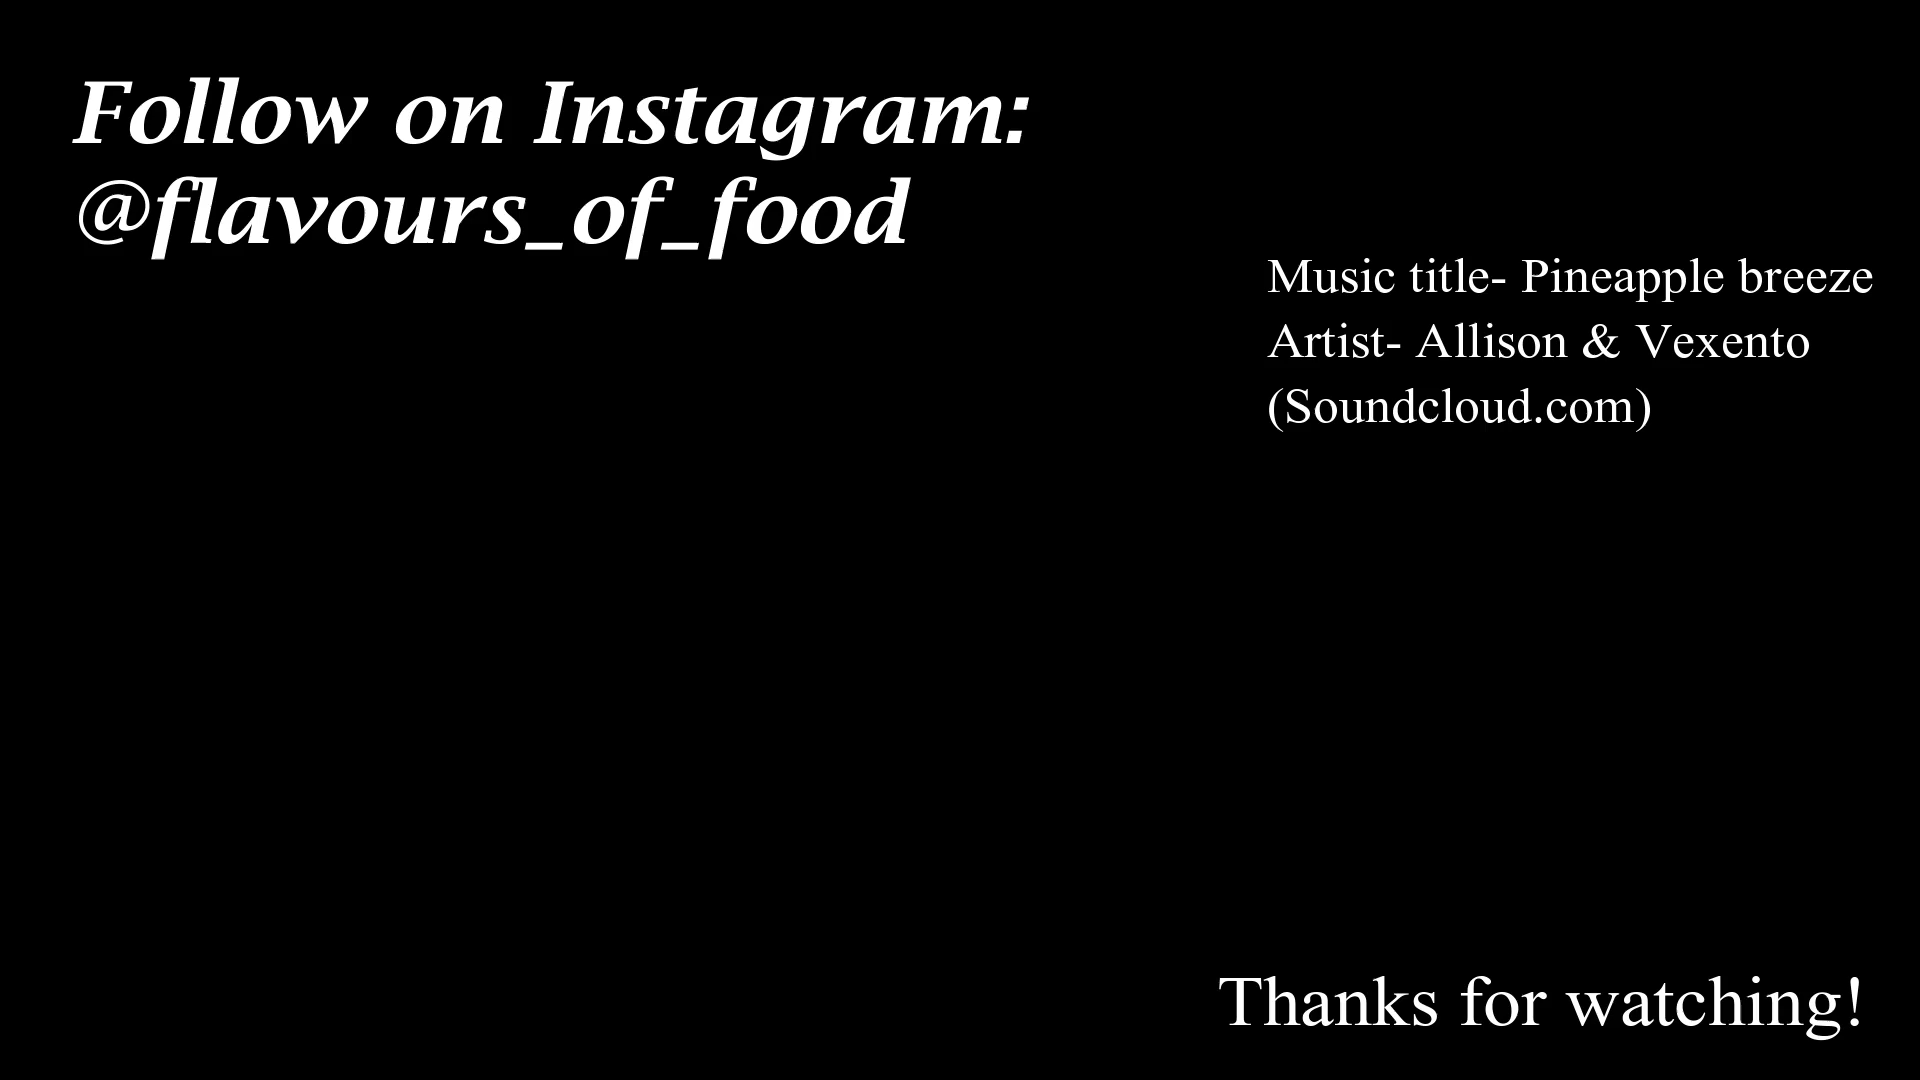 Follow on Instagram:
@flavours_of_food
Music title- Pineapple breeze
Artist- Allison & Vexento
(Soundcloud.com)
Thanks for watching!